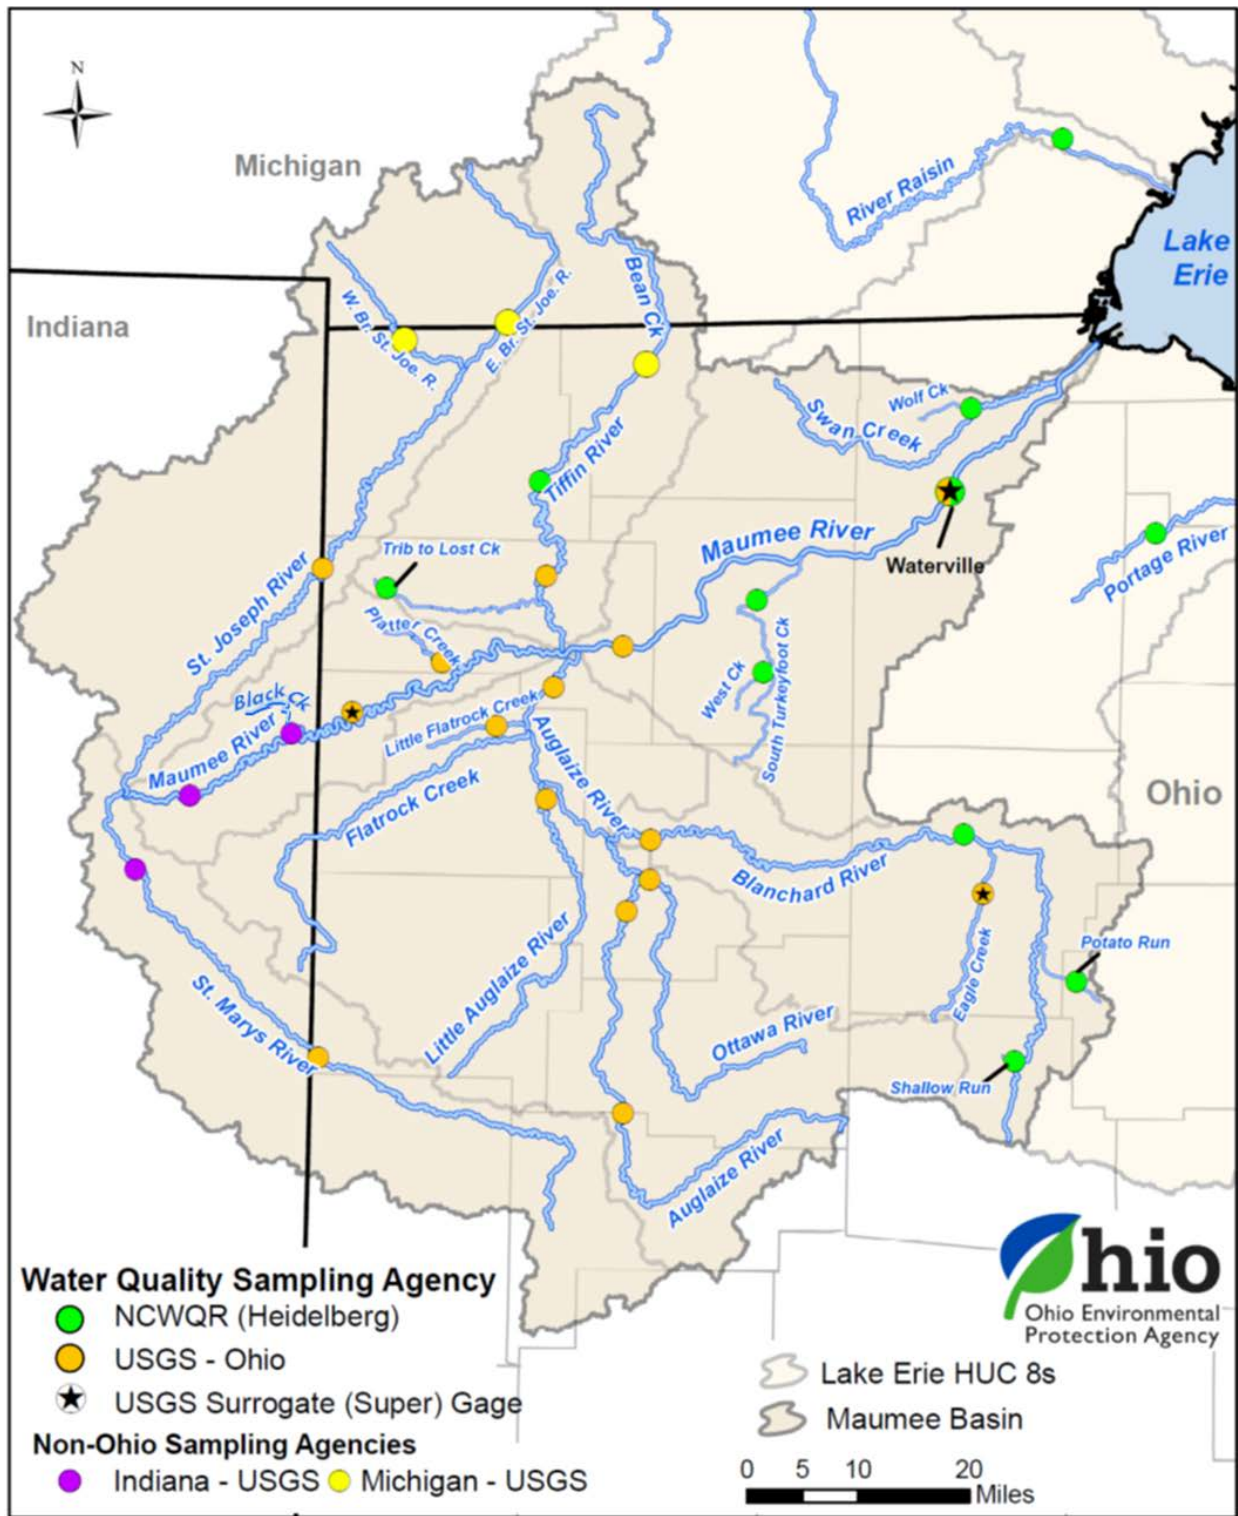 N
Michigan
River Raisin
Lake
Erie
Indiana
Bean Ck
W. Br. St. Joe. R.
E. Br. St. Joe. R.
Wolf Ck
Swan Creek
Tiffin River
Maumee River
Waterville
Portage River
Trib to Lost Ck
St. Joseph River
Platter Creek
West Ck
South Turkeyfoot Ck
Black Ck
Maumee River
Little Flatrock Creek
Auglaize River
Flatrock Creek
Ohio
Blanchard River
Little Auglaize River
Eagle Creek
Potato Run
St. Marys River
Ottawa River
Shallow Run
Auglaize River
Water Quality Sampling Agency
NCWQR (Heidelberg)
USGS - Ohio
USGS Surrogate (Super) Gage
Non-Ohio Sampling Agencies
Indiana - USGS
Michigan - USGS
Ohio
Ohio Environmental
Protection Agency
Lake Erie HUC 8s
Maumee Basin
0 5 10 20
Miles